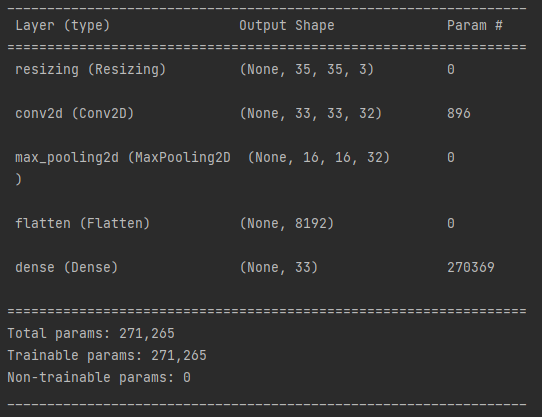 _________________________________________________________________
Layer (type)                Output Shape              Param #
=================================================================
resizing (Resizing)         (None, 35, 35, 3)         0
conv2d (Conv2D)             (None, 33, 33, 32)        896
max_pooling2d (MaxPooling2D  (None, 16, 16, 32)       0
)
flatten (Flatten)           (None, 8192)              0
dense (Dense)               (None, 33)                270369
=================================================================
Total params: 271,265
Trainable params: 271,265
Non-trainable params: 0
_________________________________________________________________